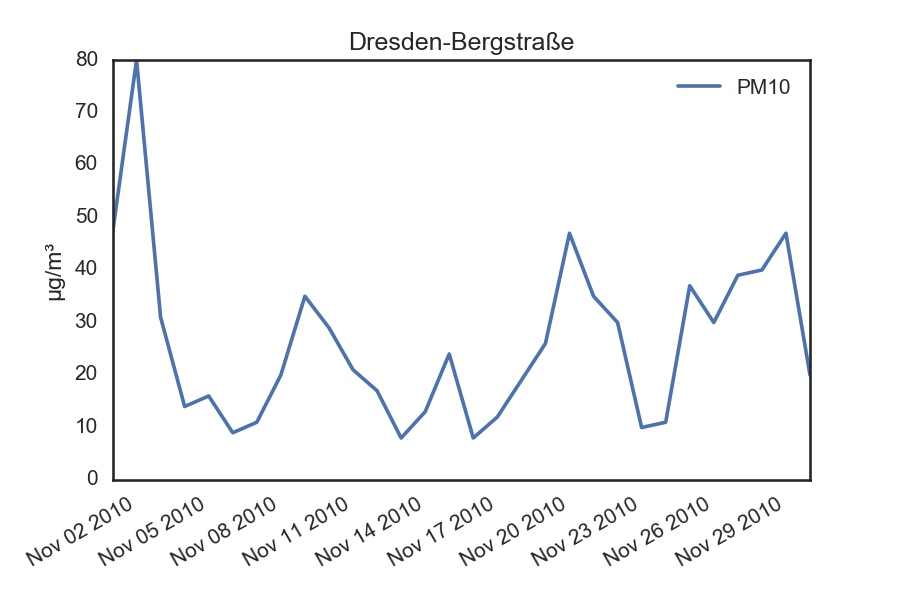 Dresden-Bergstraße
PM10
µg/m³
80
70
60
50
40
30
20
10
0
Nov 02 2010
Nov 05 2010
Nov 08 2010
Nov 11 2010
Nov 14 2010
Nov 17 2010
Nov 20 2010
Nov 23 2010
Nov 26 2010
Nov 29 2010